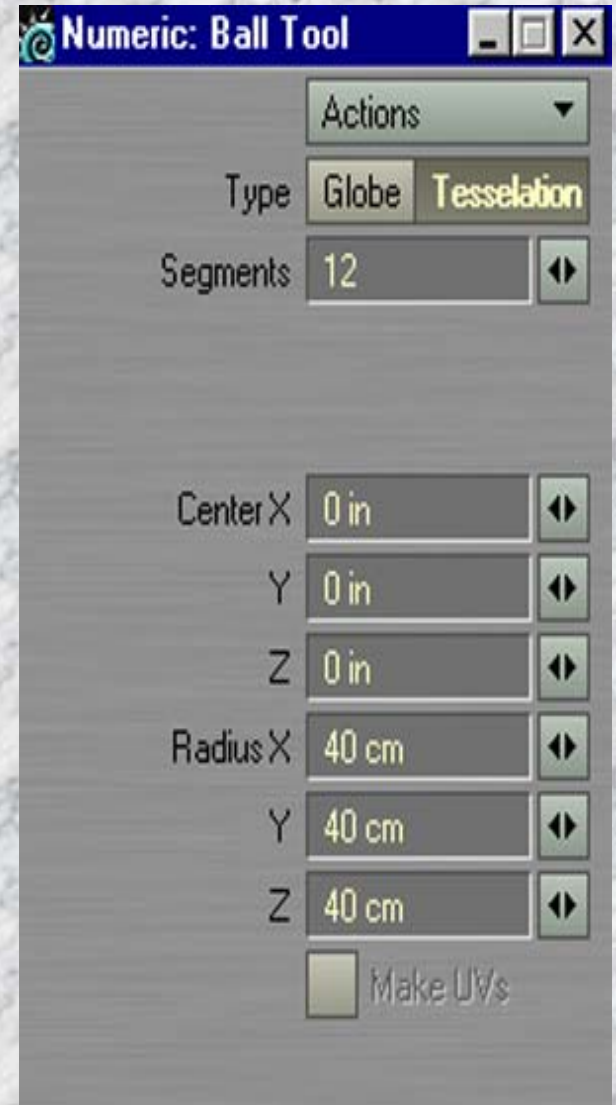 Numeric: Ball Tool
Actions
Type Globe Tesselation
Segments 12
Center X 0 in
Y 0 in
Z 0 in
Radius X 40 cm
Y 40 cm
Z 40 cm
Make UVs